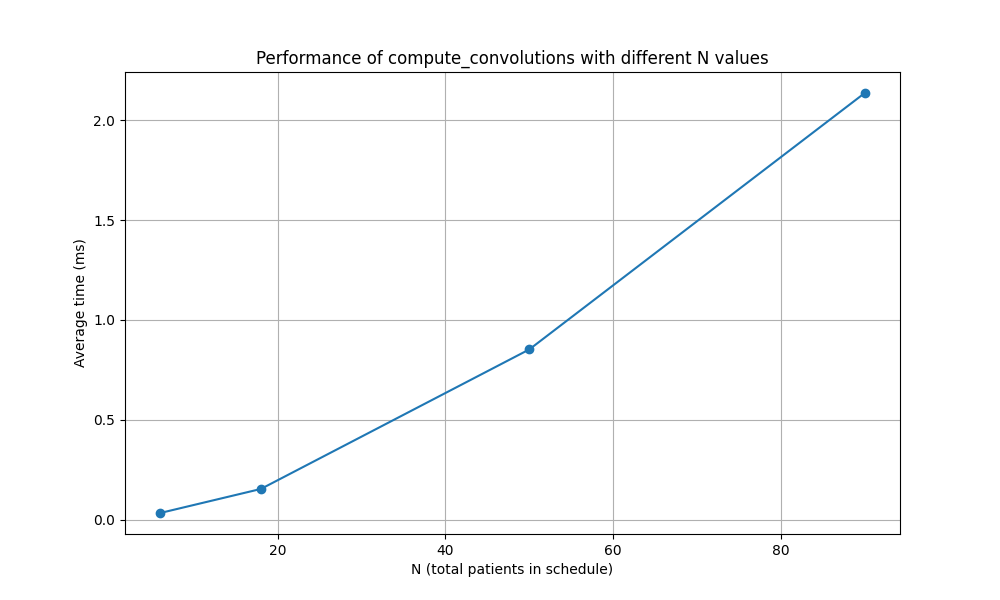 Performance of compute_convolutions with different N values
Average time (ms)
2.0
1.5
1.0
0.5
0.0
20 40 60 80
N (total patients in schedule)